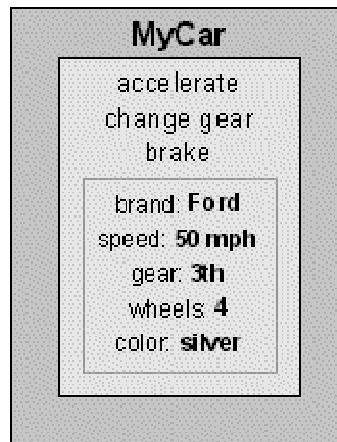 MyCar
accelerate
change gear
brake
brand: Ford
speed: 50 mph
gear: 3th
wheels: 4
color: silver